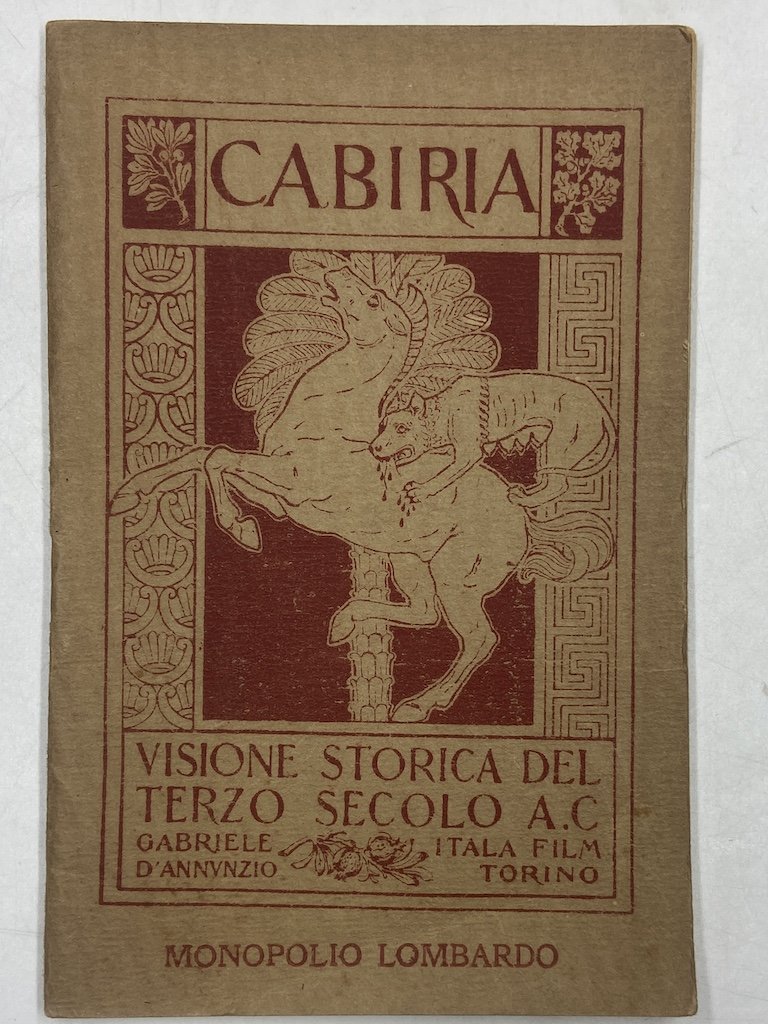 CABIRIA
VISIONE STORICA DEL
TERZO SECOLO A.C
GABRIELE
D'ANNVNZIO
ITALA FILM
TORINO
MONOPOLIO LOMBARDO